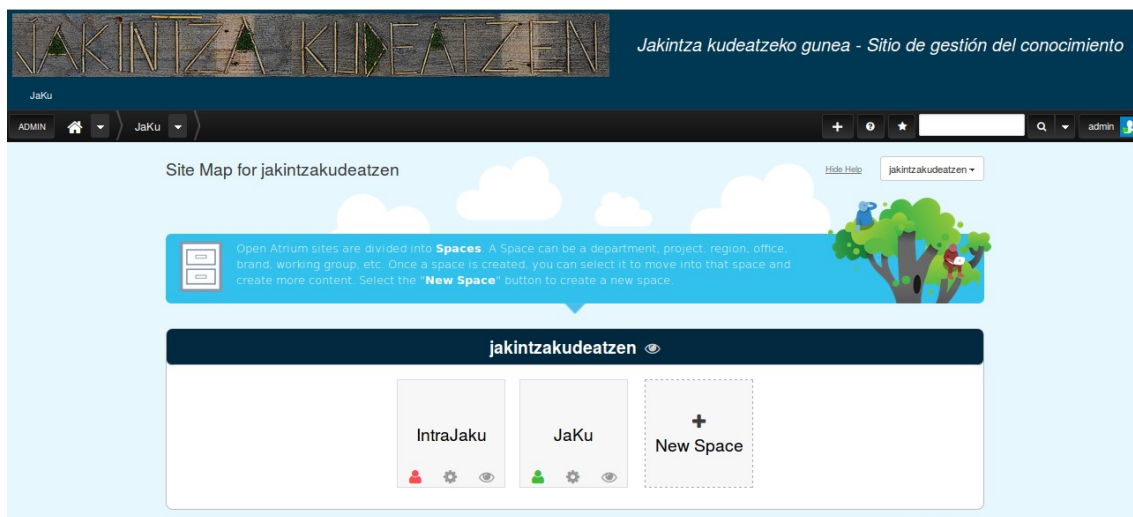 JAKINTZA KUDEATZEN
Jakintza kudeatzeko gunea - Sitio de gestión del conocimiento
JaKu
ADMIN JaKu admin
Site Map for jakintzakudeatzen
Hide Help jakintzakudeatzen
Open Atrium sites are divided into Spaces. A Space can be a department, project, region, office,
brand, working group, etc. Once a space is created, you can select it to move into that space and
create more content. Select the "New Space" button to create a new space.
jakintzakudeatzen
IntraJaku JaKu New Space